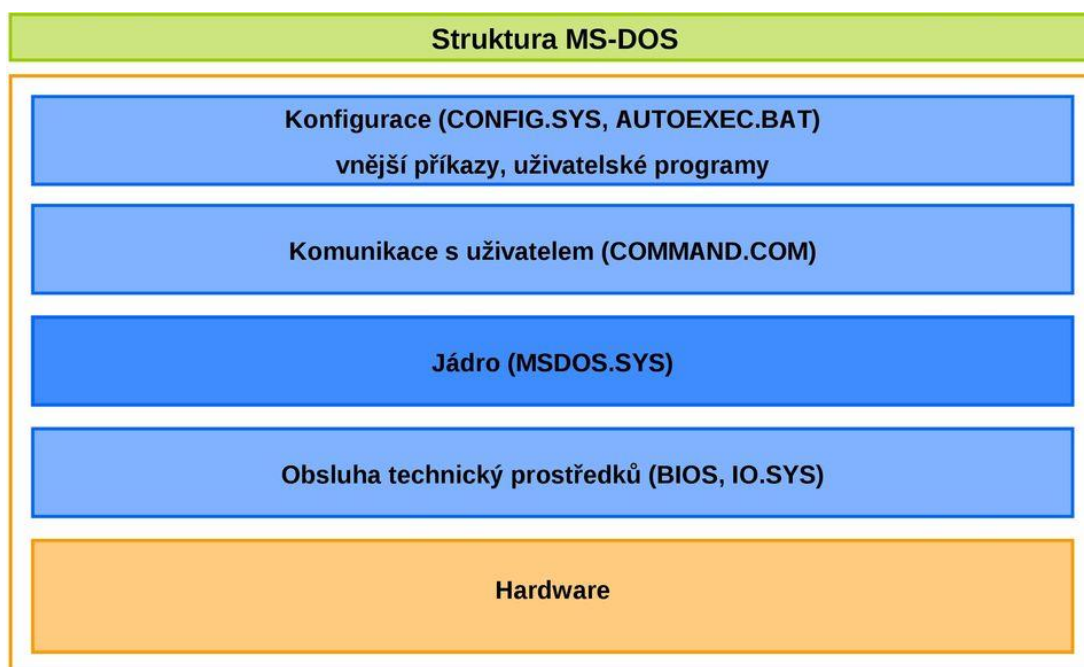 Struktura MS-DOS
Konfigurace (CONFIG.SYS, AUTOEXEC.BAT)
vnější příkazy, uživatelské programy
Komunikace s uživatelem (COMMAND.COM)
Jádro (MSDOS.SYS)
Obsluha technický prostředků (BIOS, IO.SYS)
Hardware